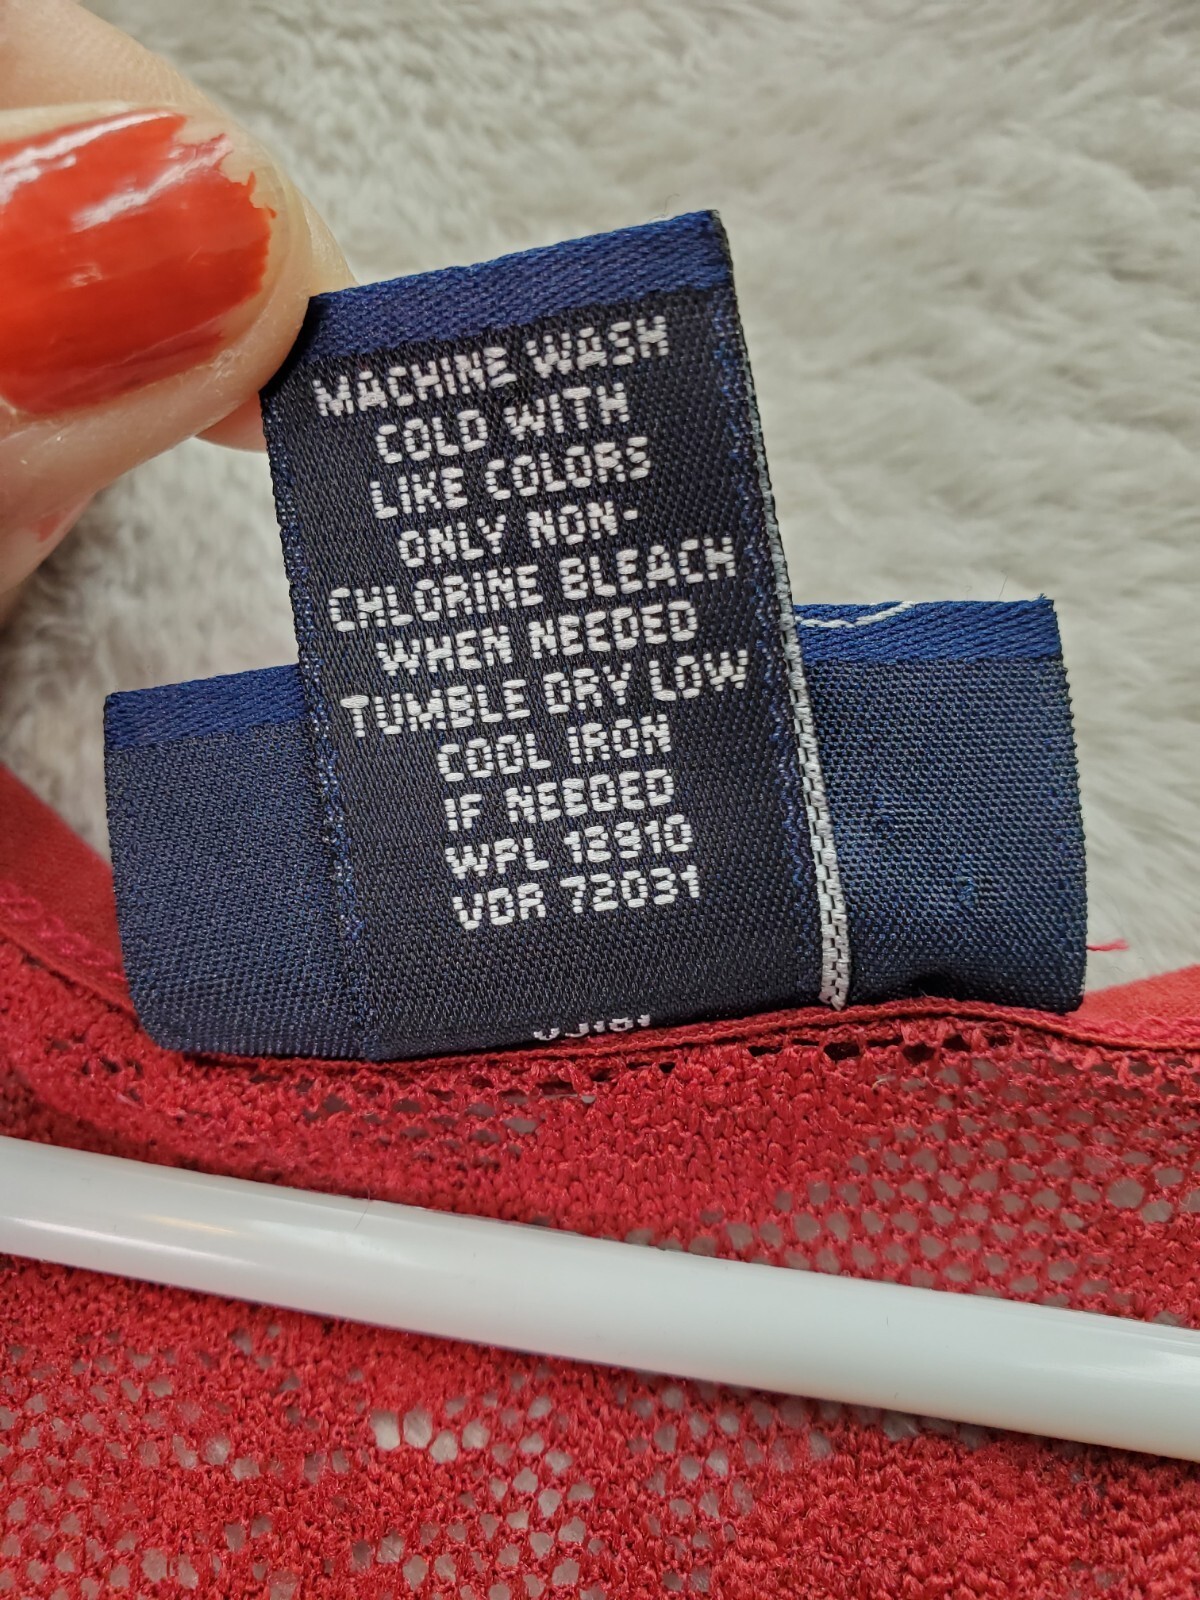 MACHINE WASH
COLD WITH
LIKE COLORS
ONLY NON-
CHLORINE BLEACH
WHEN NEEDED
TUMBLE DRY LOW
COOL IRON
IF NEEDED
WPL 13910
VOR 72031